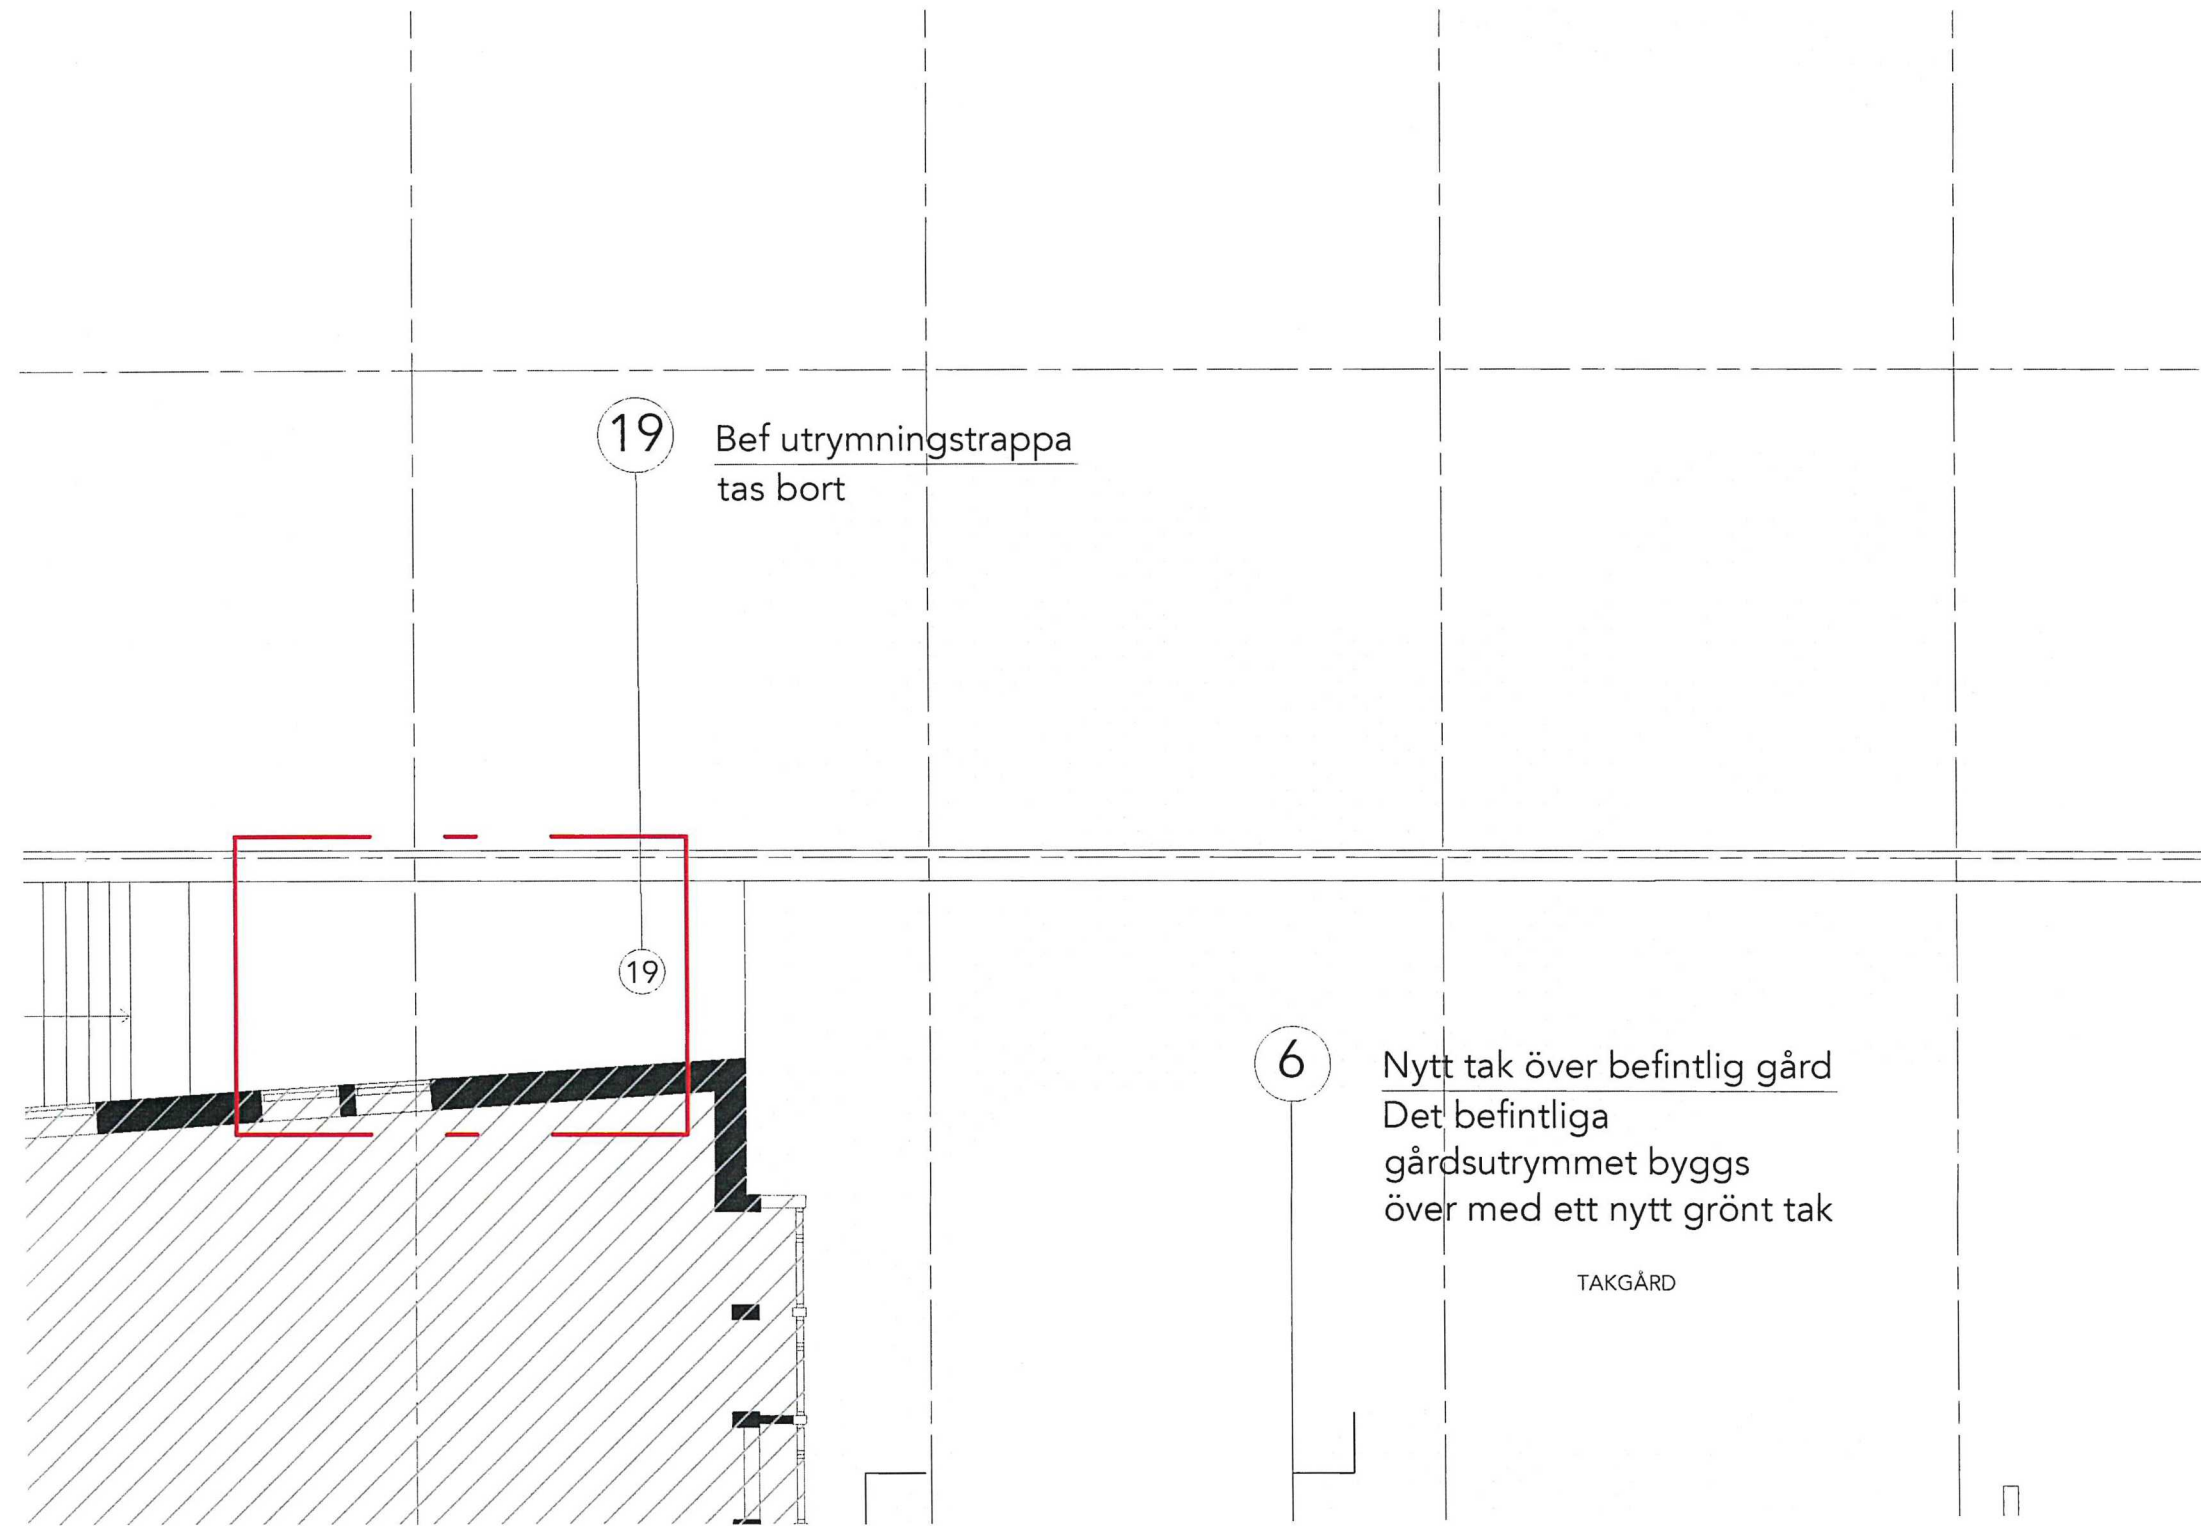 19
Bef utrymningstrappa
tas bort
19
6
Nytt tak över befintlig gård
Det befintliga
gårdsutrymmet byggs
över med ett nytt grönt tak
TAKGÅRD